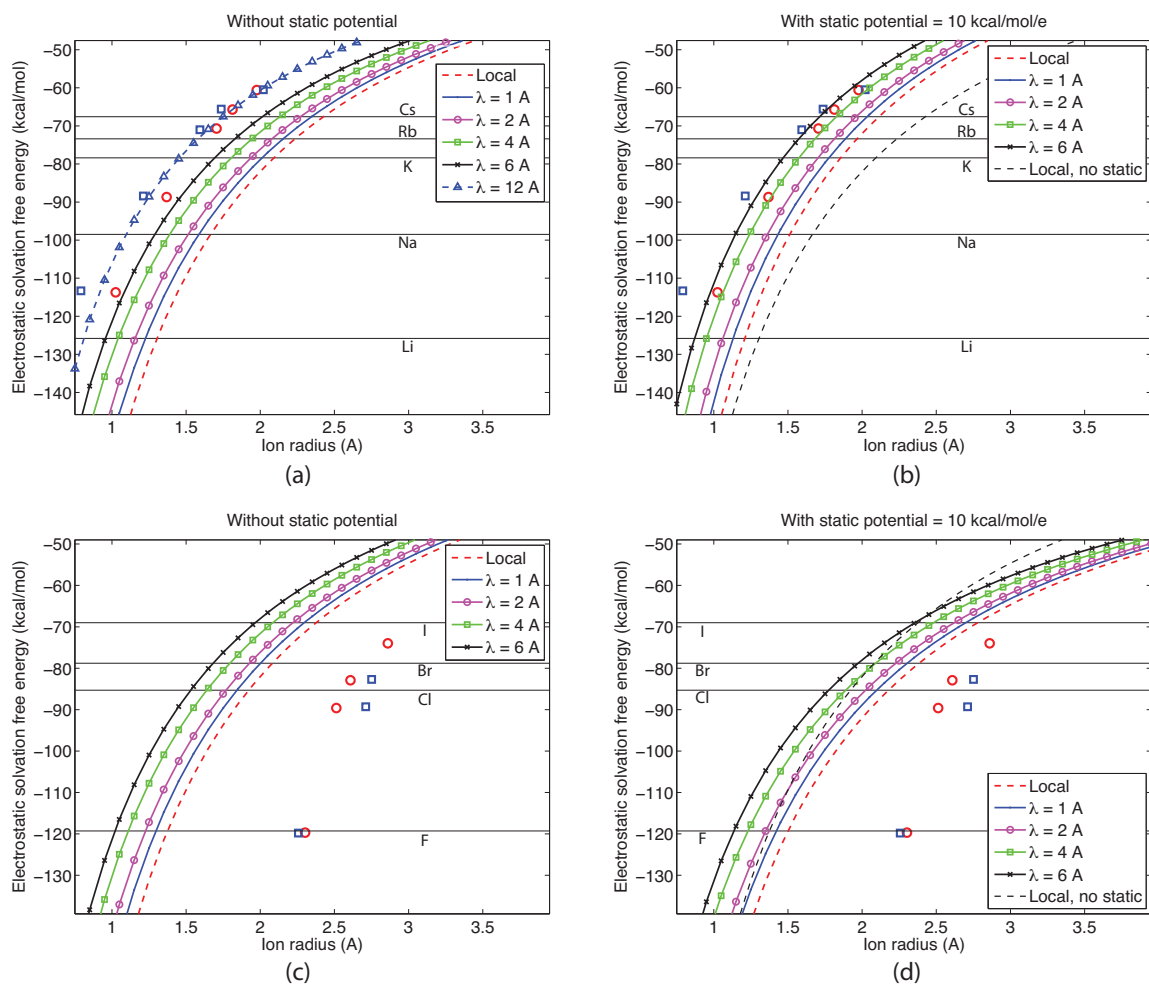 Without static potential
Electrostatic solvation free energy (kcal/mol)
−50
−60
−70
−80
−90
−100
−110
−120
−130
−140
Local
λ = 1 A
λ = 2 A
λ = 4 A
λ = 6 A
λ = 12 A
Cs
Rb
K
Na
Li
1 1.5 2 2.5 3 3.5
Ion radius (A)
(a)
With static potential = 10 kcal/mol/e
Electrostatic solvation free energy (kcal/mol)
−50
−60
−70
−80
−90
−100
−110
−120
−130
−140
Local
λ = 1 A
λ = 2 A
λ = 4 A
λ = 6 A
Local, no static
Cs
Rb
K
Na
Li
1 1.5 2 2.5 3 3.5
Ion radius (A)
(b)
Without static potential
Electrostatic solvation free energy (kcal/mol)
−50
−60
−70
−80
−90
−100
−110
−120
−130
Local
λ = 1 A
λ = 2 A
λ = 4 A
λ = 6 A
I
Br
Cl
F
1 1.5 2 2.5 3 3.5
Ion radius (A)
(c)
With static potential = 10 kcal/mol/e
Electrostatic solvation free energy (kcal/mol)
−50
−60
−70
−80
−90
−100
−110
−120
−130
I
Br
Cl
F
Local
λ = 1 A
λ = 2 A
λ = 4 A
λ = 6 A
Local, no static
1 1.5 2 2.5 3 3.5
Ion radius (A)
(d)